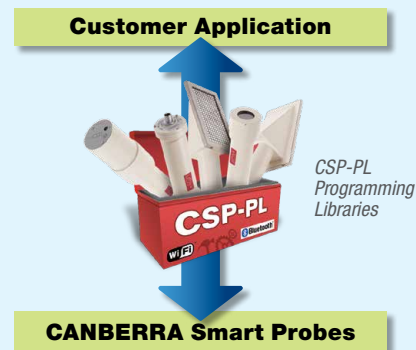 Customer Application
CSP-PL
Programming
Libraries
CSP-PL
WiFi
Bluetooth
CANBERRA Smart Probes